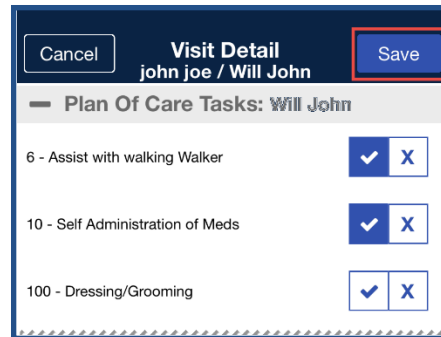 Cancel
Visit Detail
Save
john joe / Will John
Plan Of Care Tasks: Will John
6 - Assist with walking Walker
X
10 - Self Administration of Meds
X
100 - Dressing/Grooming
X